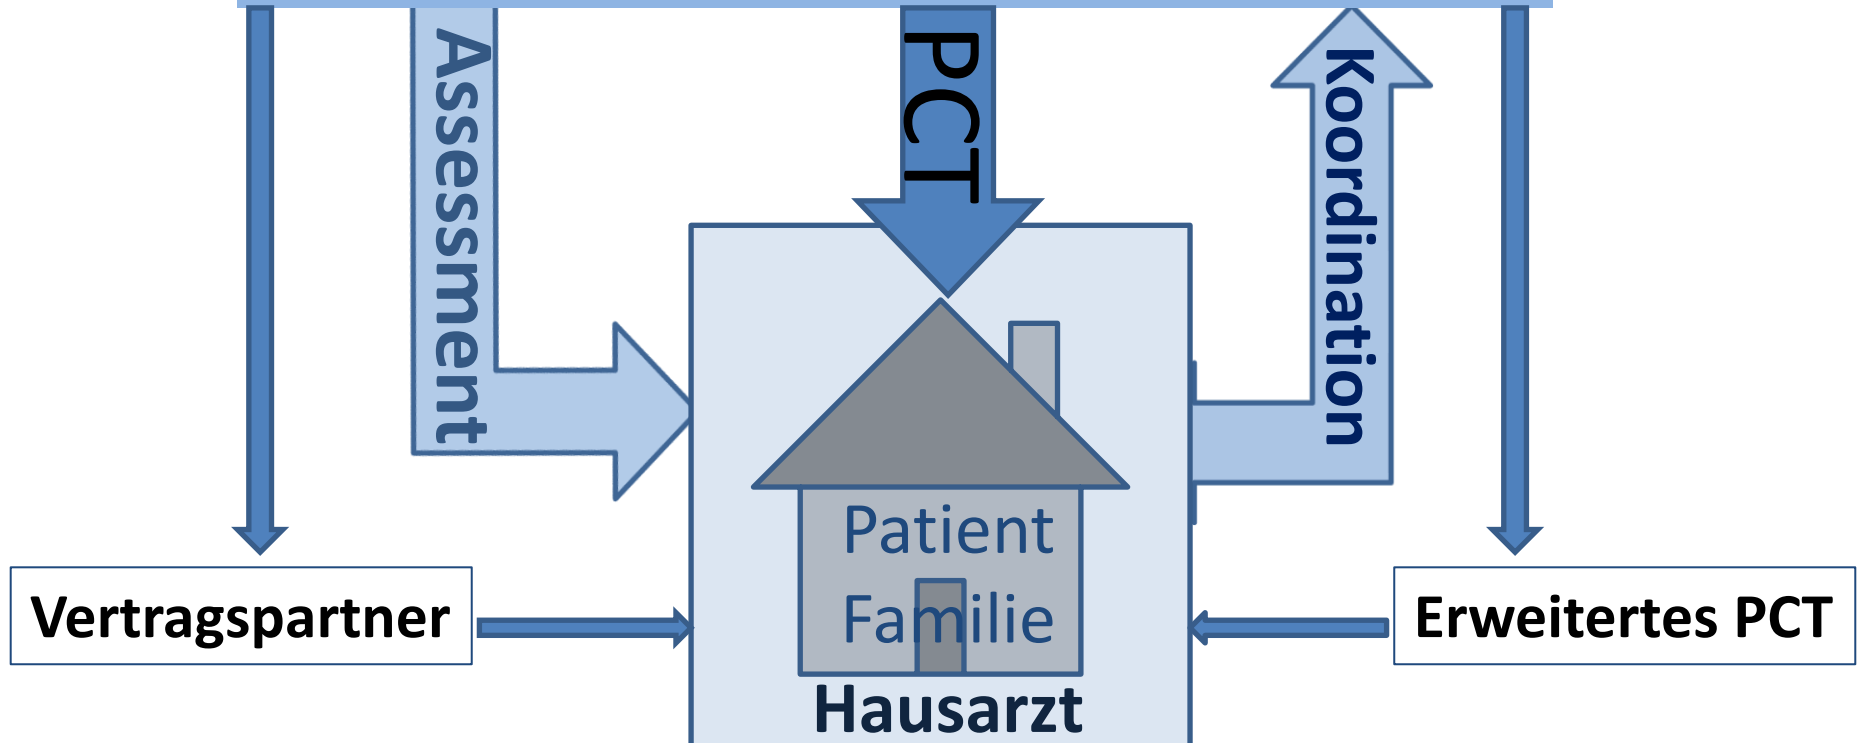 Assessment
PCT
Koordination
Patient
Familie
Vertragspartner
Erweitertes PCT
Hausarzt